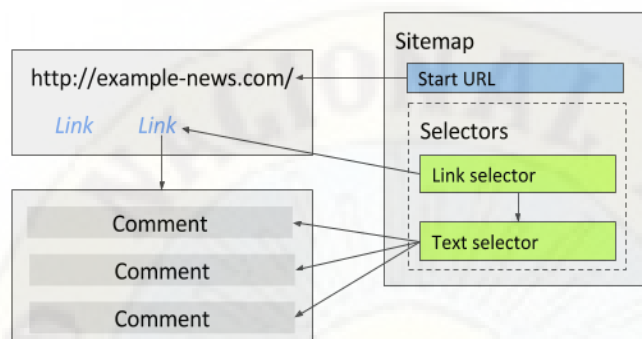 Sitemap
http://example-news.com/
Start URL
Link Link
Selectors
Link selector
Text selector
Comment
Comment
Comment